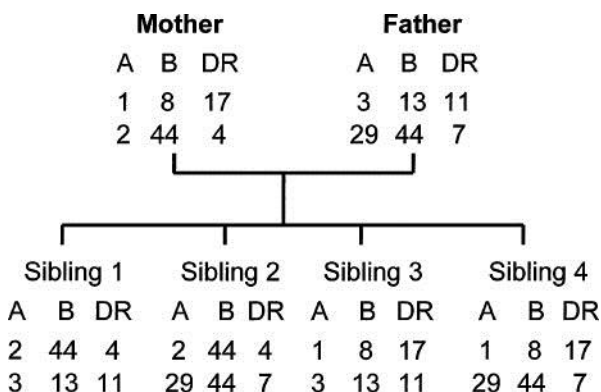 Mother Father
A B DR A B DR
1 8 17 3 13 11
2 44 4 29 44 7
Sibling 1 Sibling 2 Sibling 3 Sibling 4
A B DR A B DR A B DR A B DR
2 44 4 2 44 4 1 8 17 1 8 17
3 13 11 29 44 7 3 13 11 29 44 7